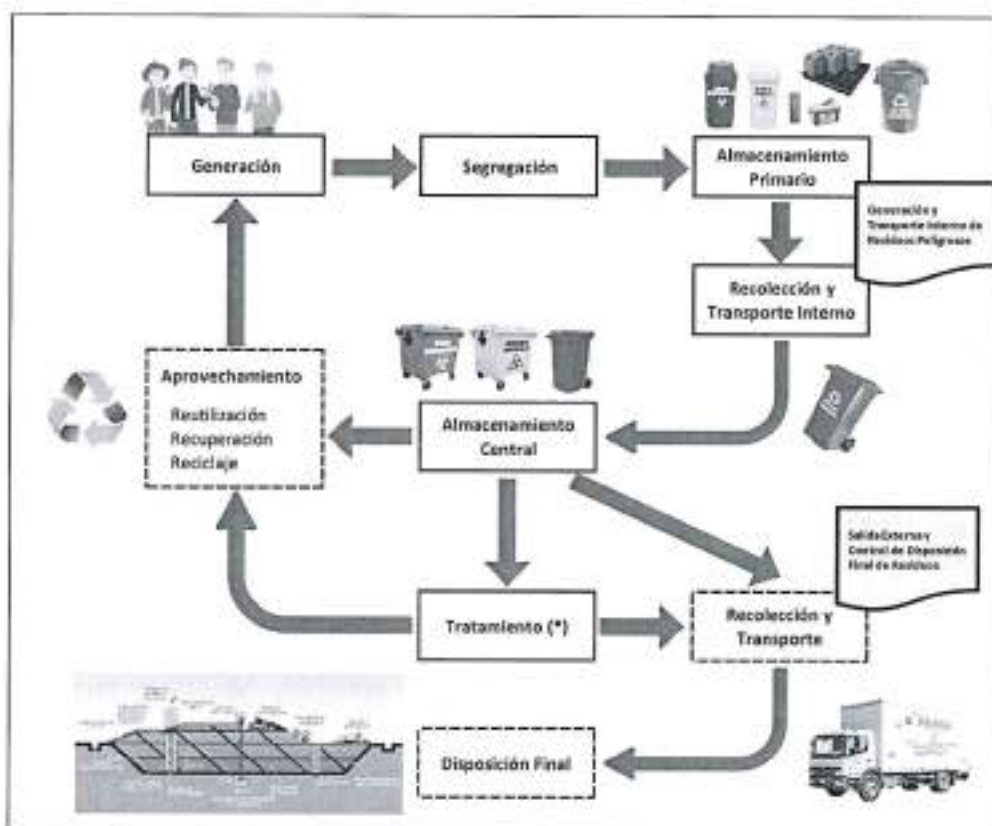 Generación
Segregación
Almacenamiento
Primario
Generación y
Transporte Interno de
Residuos Peligrosos
Recolección y
Transporte Interno
Aprovechamiento
Reutilización
Recuperación
Reciclaje
Almacenamiento
Central
Salida Externa y
Control de Disposición
Final de Residuos
Tratamiento (*)
Recolección y
Transporte
Disposición Final